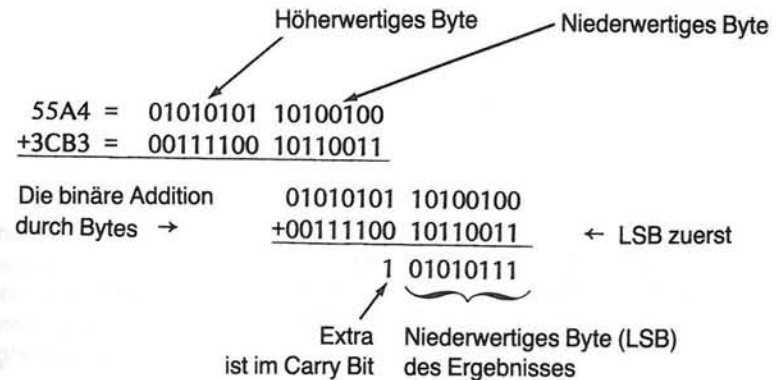 Höherwertiges Byte Niederwertiges Byte
55A4 = 01010101 10100100
+3CB3 = 00111100 10110011
Die binäre Addition 01010101 10100100
durch Bytes → +00111100 10110011 ← LSB zuerst
1 01010111
Extra Niederwertiges Byte (LSB)
ist im Carry Bit des Ergebnisses